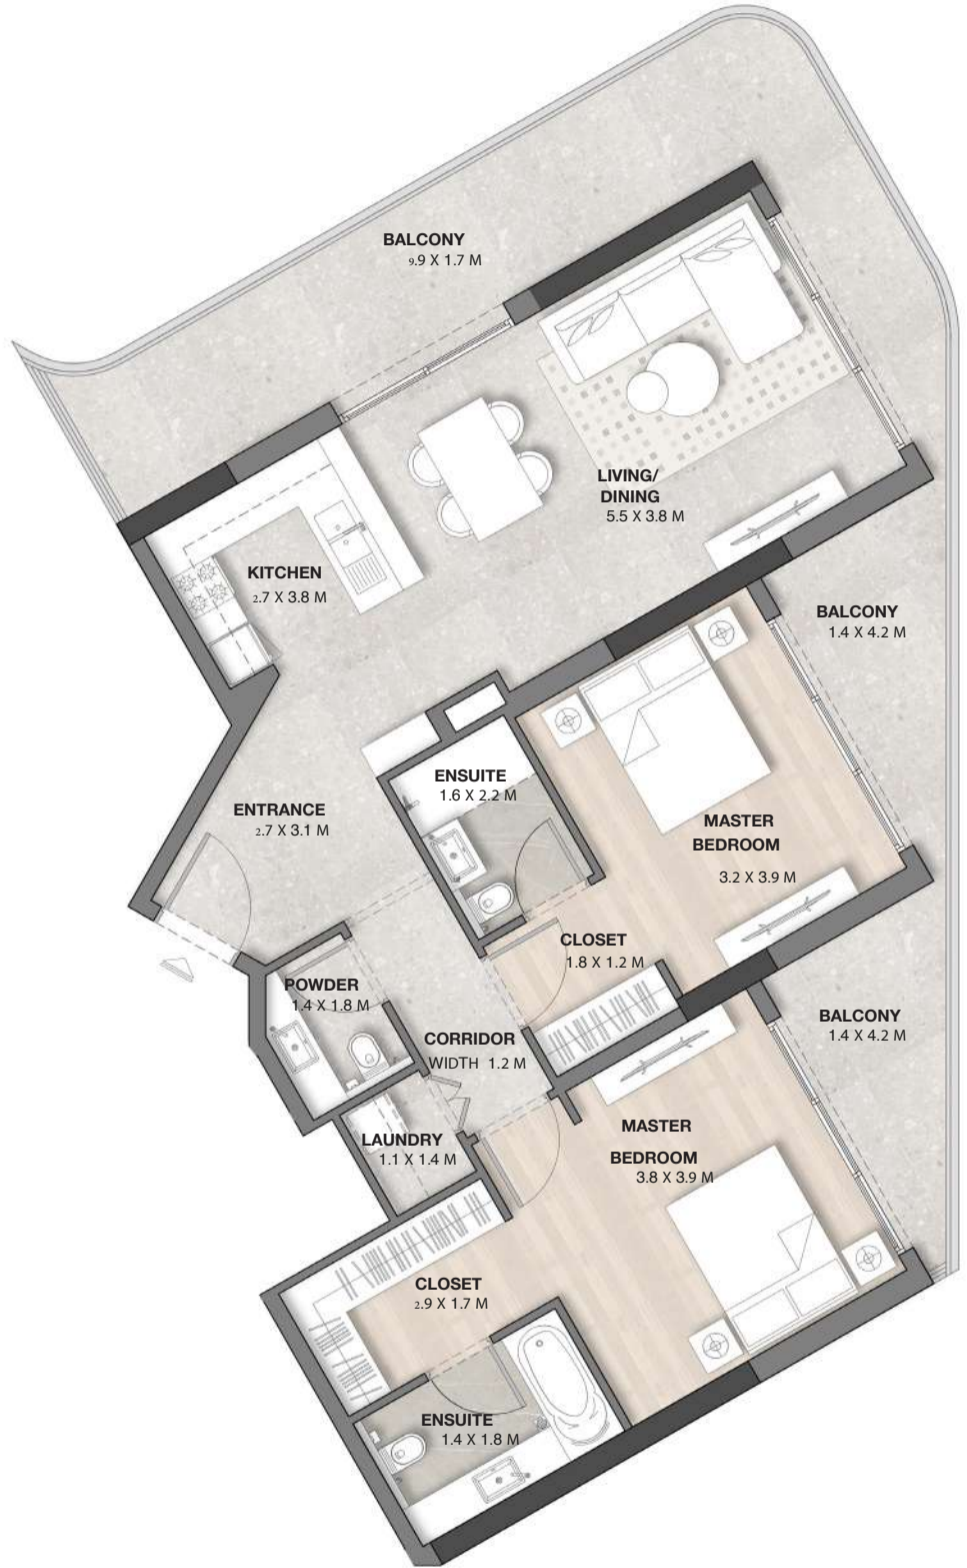 BALCONY
9.9 X 1.7 M
LIVING/
DINING
5.5 X 3.8 M
KITCHEN
2.7 X 3.8 M
BALCONY
1.4 X 4.2 M
ENSUITE
1.6 X 2.2 M
ENTRANCE
2.7 X 3.1 M
MASTER
BEDROOM
3.2 X 3.9 M
CLOSET
1.8 X 1.2 M
POWDER
1.4 X 1.8 M
BALCONY
1.4 X 4.2 M
CORRIDOR
WIDTH 1.2 M
MASTER
BEDROOM
3.8 X 3.9 M
LAUNDRY
1.1 X 1.4 M
CLOSET
2.9 X 1.7 M
ENSUITE
1.4 X 1.8 M